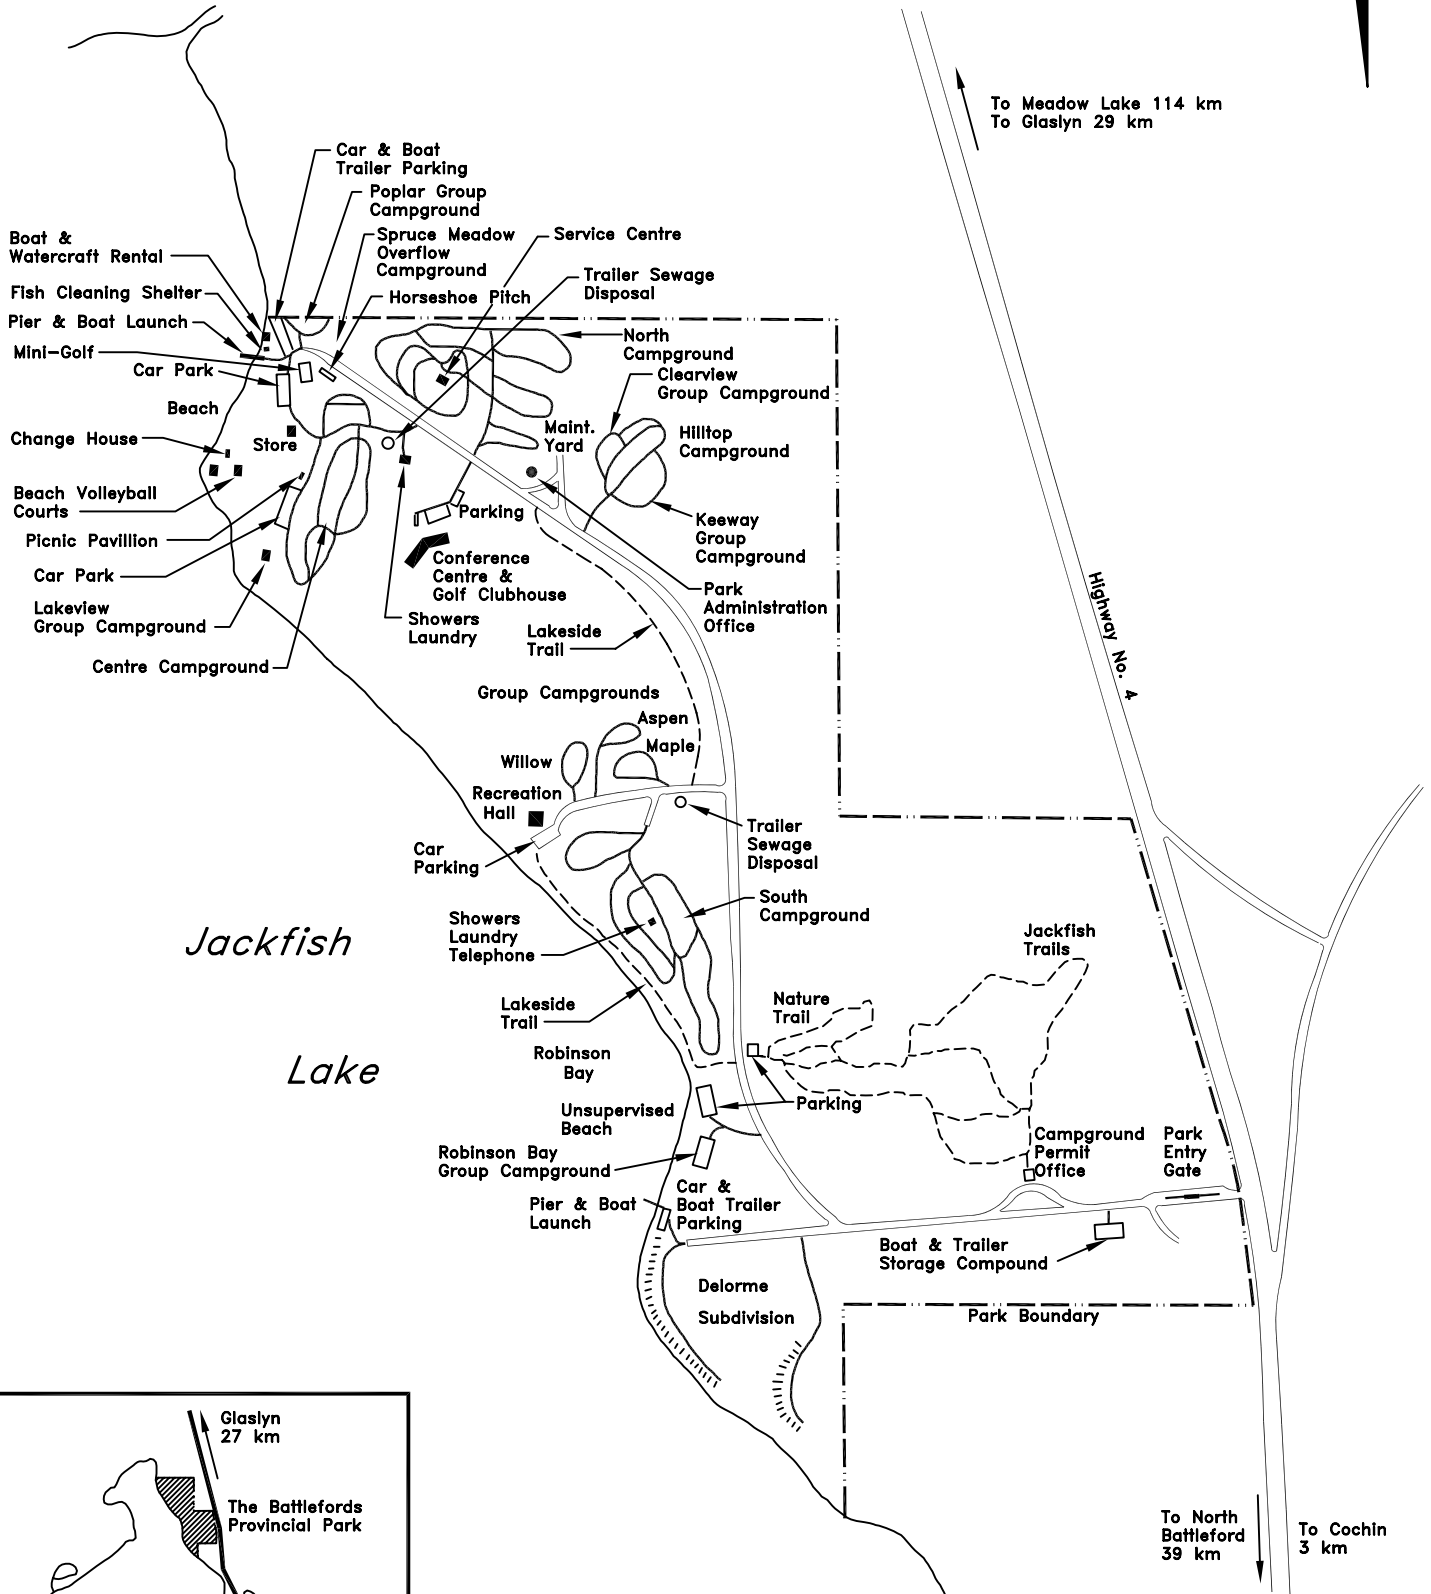 To Meadow Lake 114 km
To Glaslyn 29 km
Car & Boat
Trailer Parking
Poplar Group
Campground
Spruce Meadow
Overflow
Campground
Service Centre
Boat &
Watercraft Rental
Trailer Sewage
Disposal
Fish Cleaning Shelter
Horseshoe Pitch
Pier & Boat Launch
Mini-Golf
Car Park
North
Campground
Clearview
Group Campground
Beach
Change House
Store
Maint.
Yard
Hilltop
Campground
Beach Volleyball
Courts
Parking
Keeway
Group
Campground
Picnic Pavillion
Car Park
Conference
Centre &
Golf Clubhouse
Park
Administration
Office
Lakeview
Group Campground
Showers
Laundry
Lakeside
Trail
Highway No. 4
Centre Campground
Group Campgrounds
Aspen
Maple
Willow
Recreation
Hall
Trailer
Sewage
Disposal
Car
Parking
South
Campground
Showers
Laundry
Telephone
Jackfish
Lake
Jackfish
Trails
Lakeside
Trail
Nature
Trail
Robinson
Bay
Parking
Unsupervised
Beach
Robinson Bay
Group Campground
Campground
Permit
Office
Park
Entry
Gate
Pier & Boat
Launch
Car &
Boat Trailer
Parking
Boat & Trailer
Storage Compound
Delorme
Subdivision
Park Boundary
Glaslyn
27 km
The Battlefords
Provincial Park
To North
Battleford
39 km
To Cochin
3 km